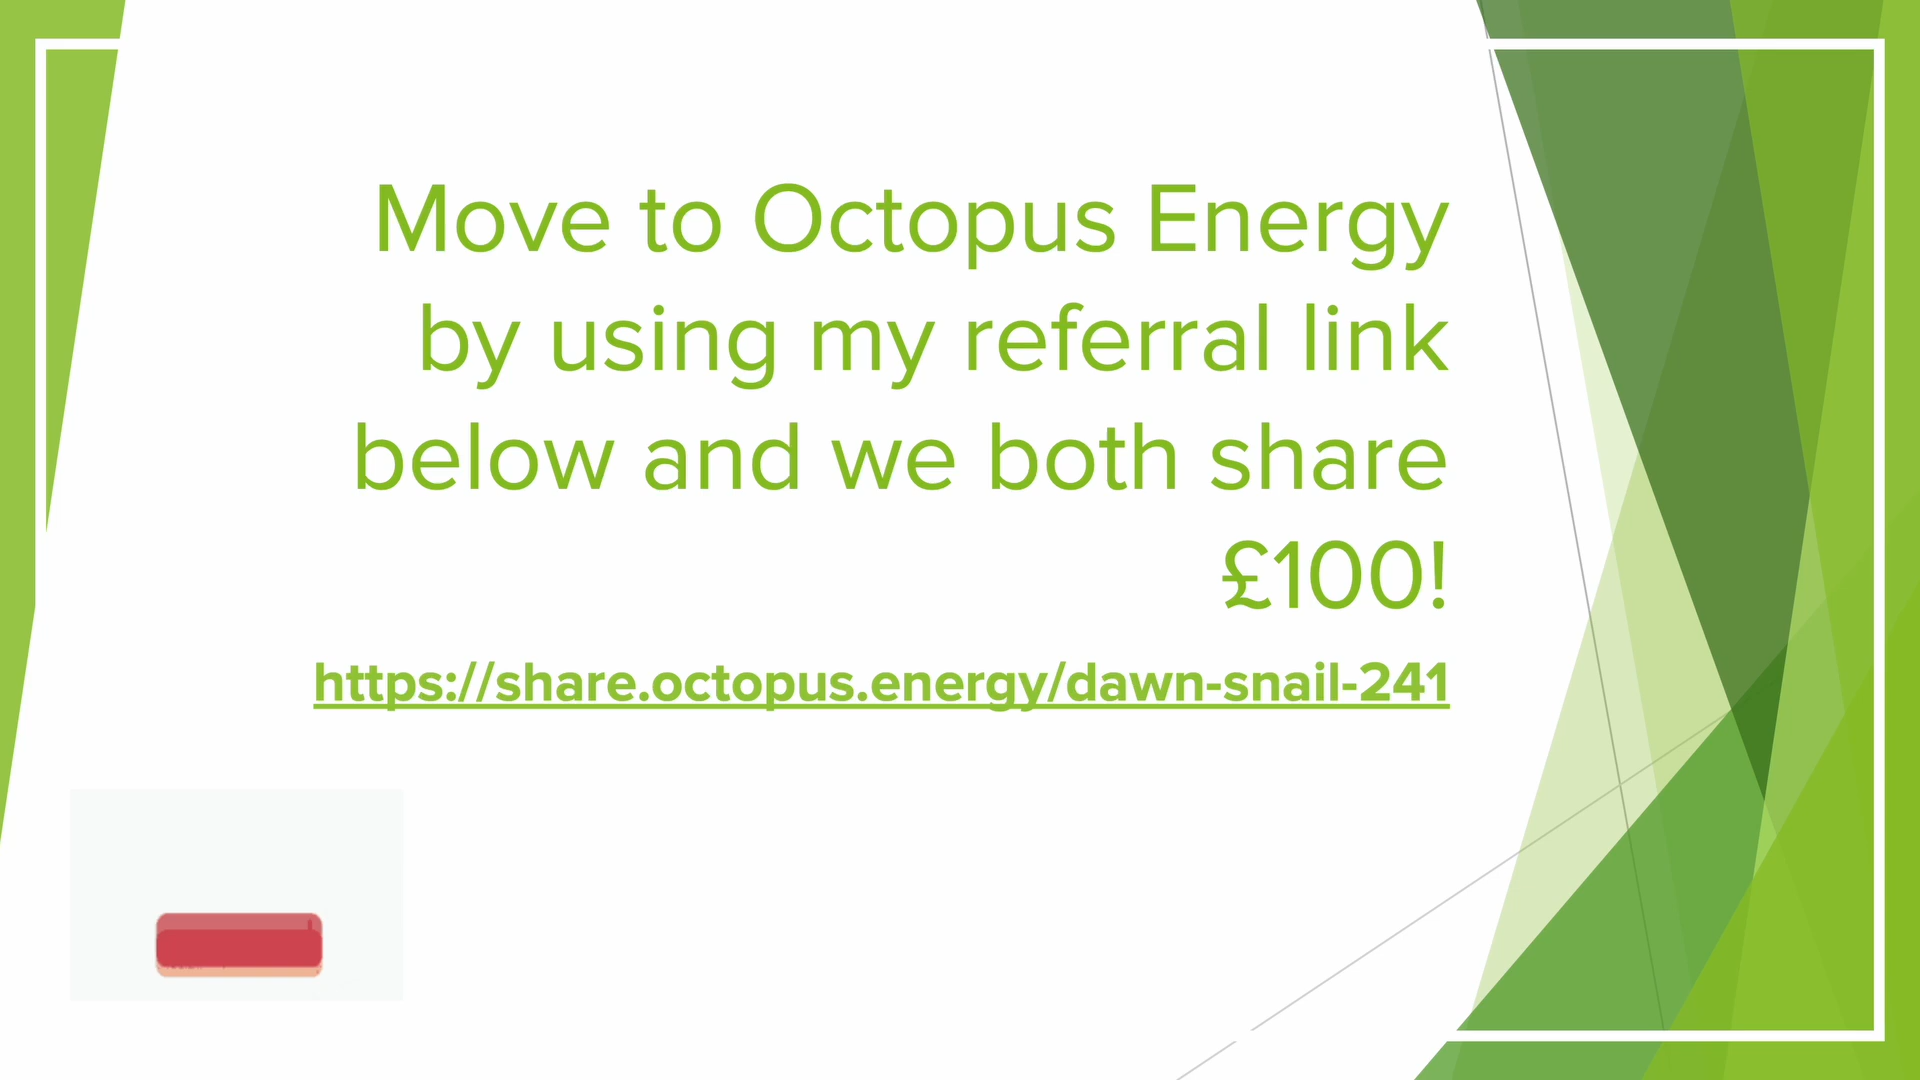 Move to Octopus Energy
by using my referral link
below and we both share
£100!
https://share.octopus.energy/dawn-snail-241